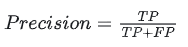 Precision = TP / TP+FP